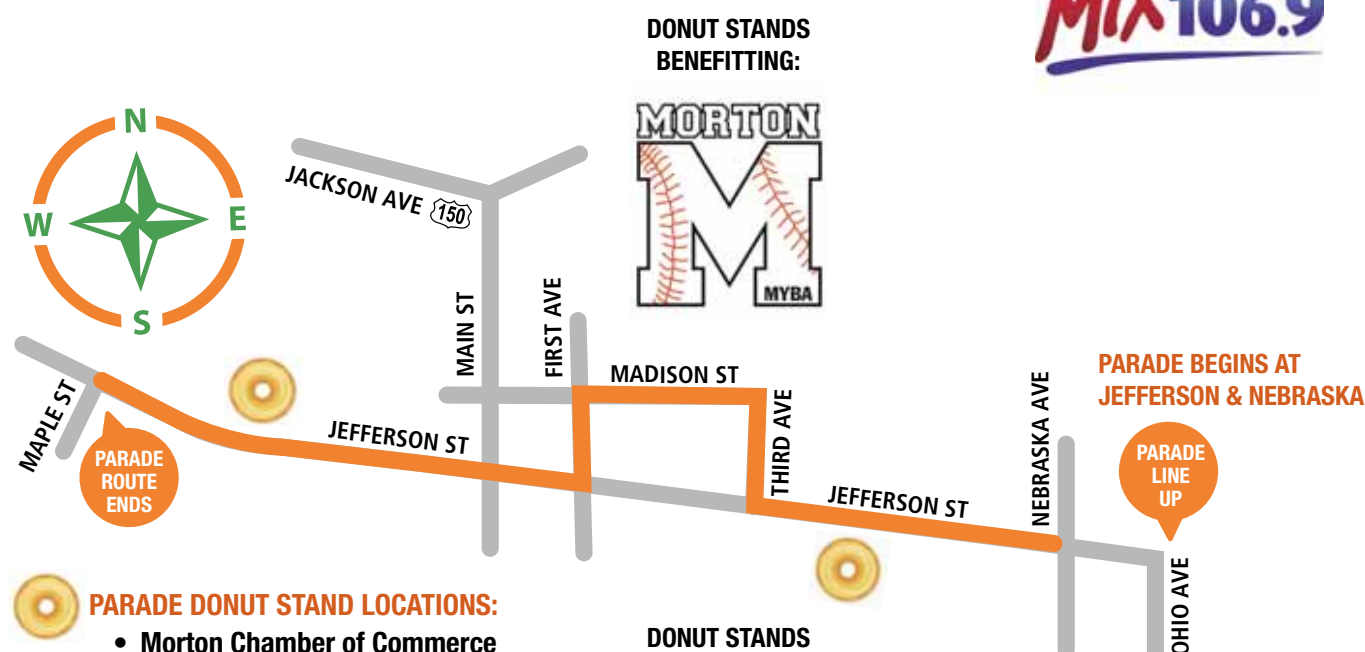 DONUT STANDS
BENEFITTING:
MIX 106.9
MORTON
MYBA
N
W
E
S
JACKSON AVE 150
MAIN ST
FIRST AVE
MADISON ST
THIRD AVE
NEBRASKA AVE
PARADE BEGINS AT
JEFFERSON & NEBRASKA
MAPLE ST
JEFFERSON ST
JEFFERSON ST
PARADE
ROUTE
ENDS
PARADE
LINE
UP
OHIO AVE
PARADE DONUT STAND LOCATIONS:
• Morton Chamber of Commerce
DONUT STANDS